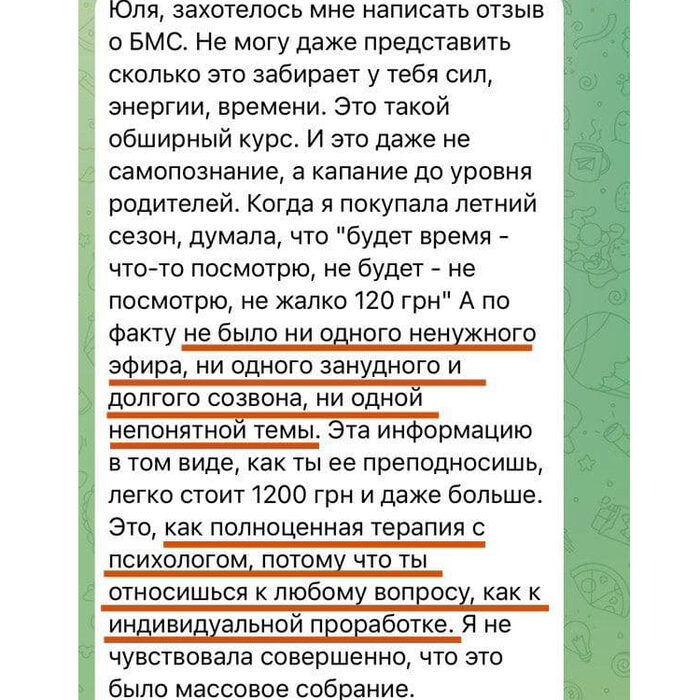 Юля, захотелось мне написать отзыв
о БМС. Не могу даже представить
сколько это забирает у тебя сил,
энергии, времени. Это такой
обширный курс. И это даже не
самопознание, а капание до уровня
родителей. Когда я покупала летний
сезон, думала, что "будет время -
что-то посмотрю, не будет - не
посмотрю, не жалко 120 грн" А по
факту не было ни одного ненужного
эфира, ни одного занудного и
долгого созвона, ни одной
непонятной темы. Эта информацию
в том виде, как ты ее преподносишь,
легко стоит 1200 грн и даже больше.
Это, как полноценная терапия с
психологом, потому что ты
относишься к любому вопросу, как к
индивидуальной проработке. Я не
чувствовала совершенно, что это
было массовое собрание.